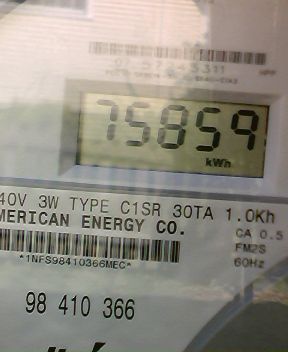 75859
kWh
40V 3W TYPE C1SR 30TA 1.0Kh
MERICAN ENERGY CO.
CA 0.5
FM2S
*1NFS98410366MEC*
60Hz
98 410 366